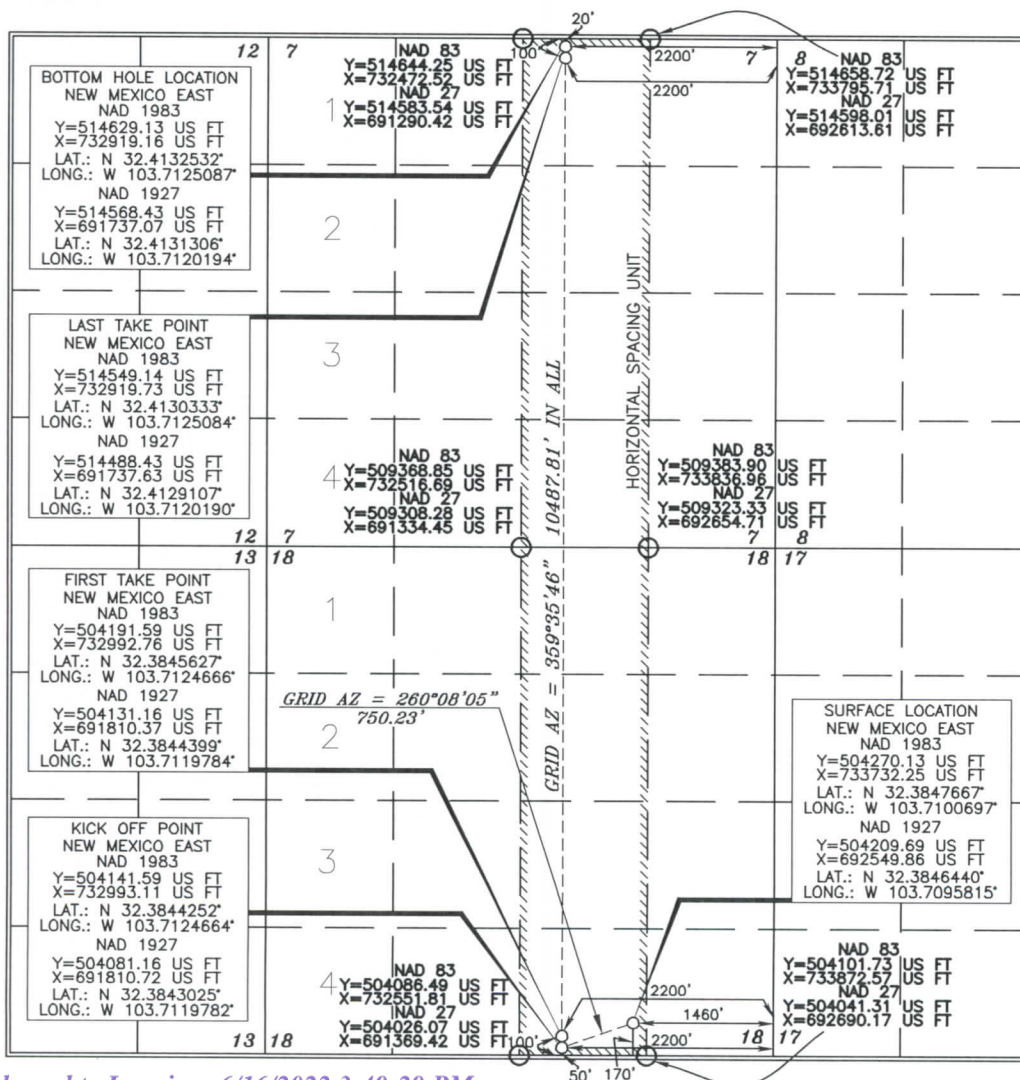 20'
12 7
100'
2200'
7 8
2200'
NAD 83
Y=514644.25 US FT
X=732472.52 US FT
NAD 27
Y=514583.54 US FT
X=691290.42 US FT
NAD 83
Y=514658.72 US FT
X=733795.71 US FT
NAD 27
Y=514598.01 US FT
X=692613.61 US FT
BOTTOM HOLE LOCATION
NEW MEXICO EAST
NAD 1983
Y=514629.13 US FT
X=732919.16 US FT
LAT.: N 32.4132532°
LONG.: W 103.7125087°
NAD 1927
Y=514568.43 US FT
X=691737.07 US FT
LAT.: N 32.4131306°
LONG.: W 103.7120194°
1
2
LAST TAKE POINT
NEW MEXICO EAST
NAD 1983
Y=514549.14 US FT
X=732919.73 US FT
LAT.: N 32.4130333°
LONG.: W 103.7125084°
NAD 1927
Y=514488.43 US FT
X=691737.63 US FT
LAT.: N 32.4129107°
LONG.: W 103.7120190°
3
4
HORIZONTAL SPACING UNIT
GRID AZ = 359°35'46" 10487.81' IN ALL
NAD 83
Y=509368.85 US FT
X=732516.69 US FT
NAD 27
Y=509308.28 US FT
X=691334.45 US FT
NAD 83
Y=509383.90 US FT
X=733836.96 US FT
NAD 27
Y=509323.33 US FT
X=692654.71 US FT
12 7
13 18
7 8
18 17
FIRST TAKE POINT
NEW MEXICO EAST
NAD 1983
Y=504191.59 US FT
X=732992.76 US FT
LAT.: N 32.3845627°
LONG.: W 103.7124666°
NAD 1927
Y=504131.16 US FT
X=691810.37 US FT
LAT.: N 32.3844399°
LONG.: W 103.7119784°
1
GRID AZ = 260°08'05"
750.23'
2
SURFACE LOCATION
NEW MEXICO EAST
NAD 1983
Y=504270.13 US FT
X=733732.25 US FT
LAT.: N 32.3847667°
LONG.: W 103.7100697°
NAD 1927
Y=504209.69 US FT
X=692549.86 US FT
LAT.: N 32.3846440°
LONG.: W 103.7095815°
KICK OFF POINT
NEW MEXICO EAST
NAD 1983
Y=504141.59 US FT
X=732993.11 US FT
LAT.: N 32.3844252°
LONG.: W 103.7124664°
NAD 1927
Y=504081.16 US FT
X=691810.72 US FT
LAT.: N 32.3843025°
LONG.: W 103.7119782°
3
4
NAD 83
Y=504086.49 US FT
X=732551.81 US FT
NAD 27
Y=504026.07 US FT
X=691369.42 US FT
NAD 83
Y=504101.73 US FT
X=733872.57 US FT
NAD 27
Y=504041.31 US FT
X=692690.17 US FT
2200'
1460'
2200'
100'
13 18
18 17
50'
170'
6/16/2022 3:40:20 PM